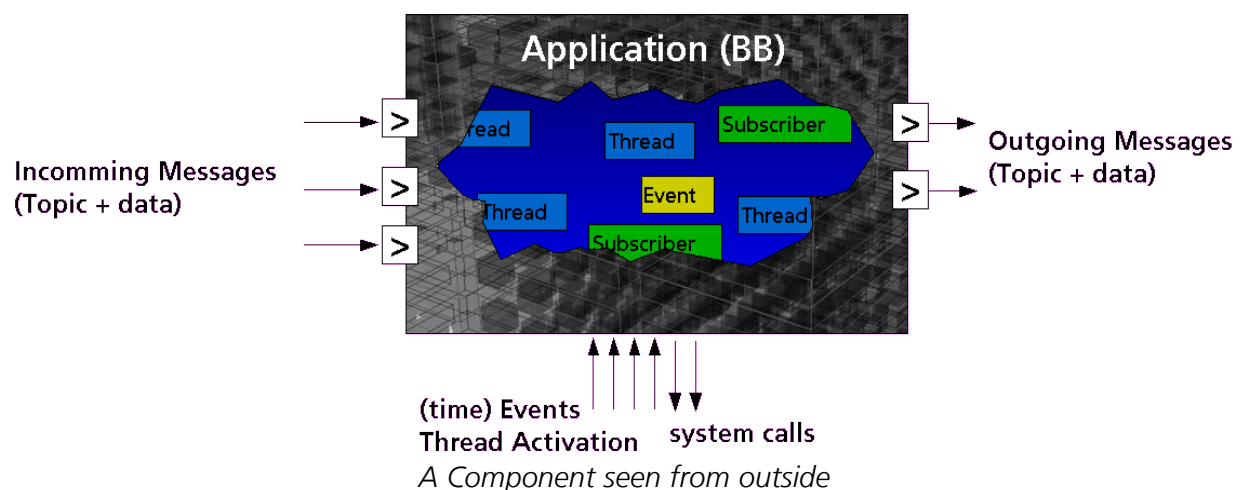 Application (BB)
>
>
>
read
Thread
Subscriber
Thread
Event
Thread
Subscriber
>
>
Incomming Messages
(Topic + data)
Outgoing Messages
(Topic + data)
(time) Events
Thread Activation
system calls
A Component seen from outside